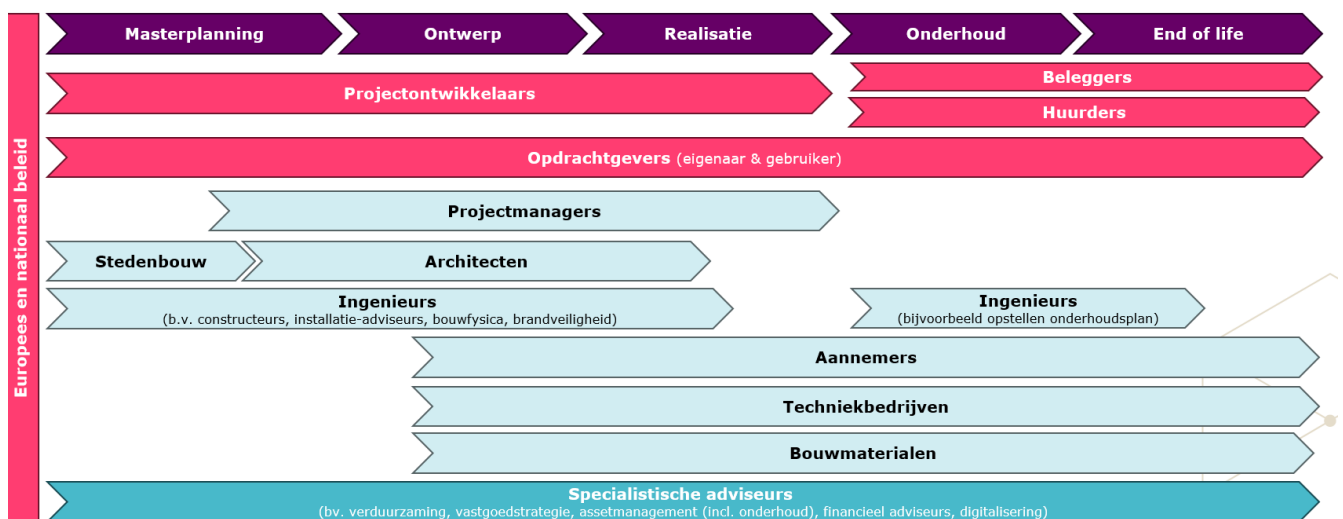 Europees en nationaal beleid
Masterplanning
Ontwerp
Realisatie
Onderhoud
End of life
Projectontwikkelaars
Beleggers
Huurders
Opdrachtgevers (eigenaar & gebruiker)
Projectmanagers
Stedenbouw
Architecten
Ingenieurs
(b.v. constructeurs, installatie-adviseurs, bouwfysica, brandveiligheid)
Ingenieurs
(bijvoorbeeld opstellen onderhoudsplan)
Aannemers
Techniekbedrijven
Bouwmaterialen
Specialistische adviseurs
(bv. verduurzaming, vastgoedstrategie, assetmanagement (incl. onderhoud), financieel adviseurs, digitalisering)